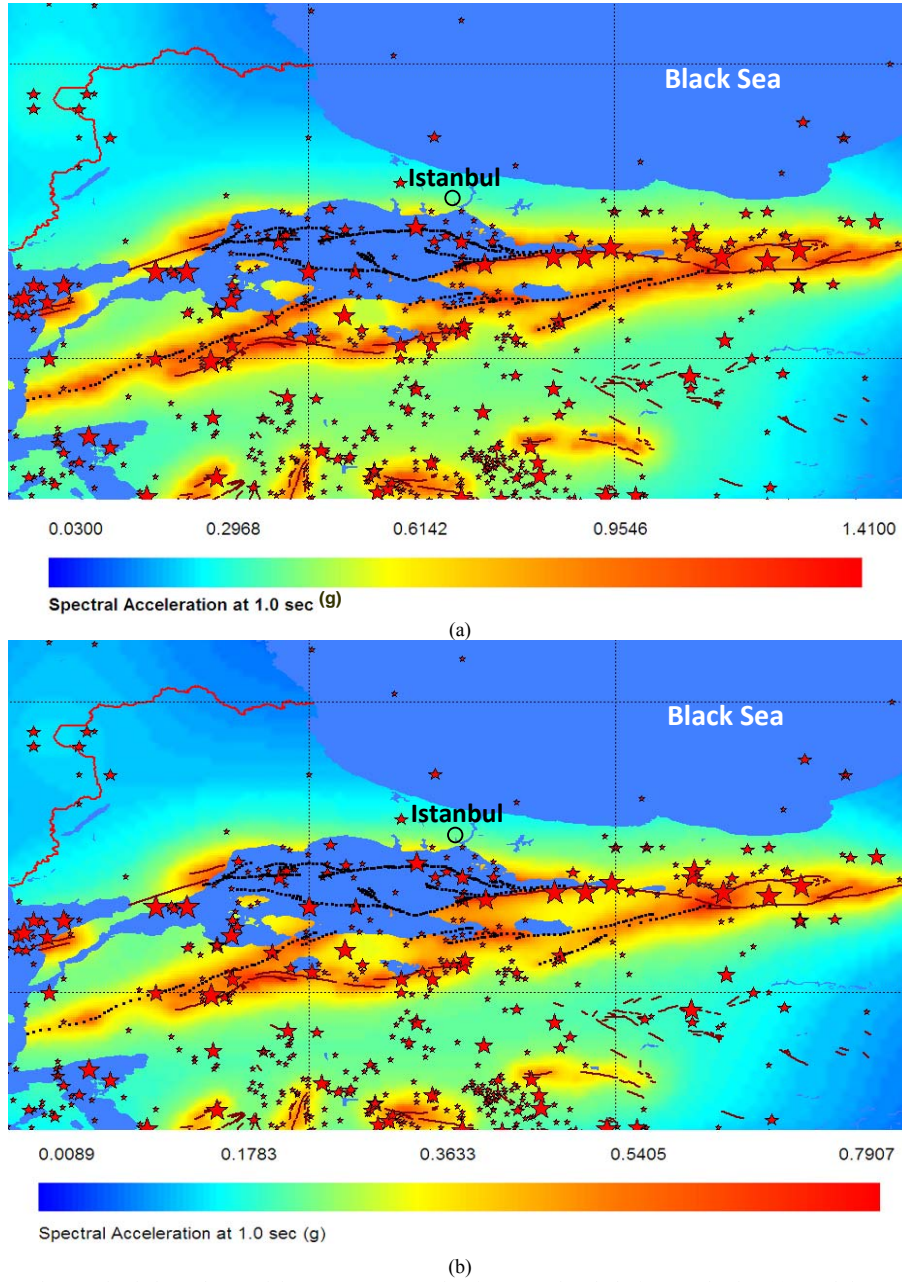 Black Sea
Istanbul
0.0300 0.2968 0.6142 0.9546 1.4100
Spectral Acceleration at 1.0 sec (g)
(a)
Black Sea
Istanbul
0.0089 0.1783 0.3633 0.5405 0.7907
Spectral Acceleration at 1.0 sec (g)
(b)